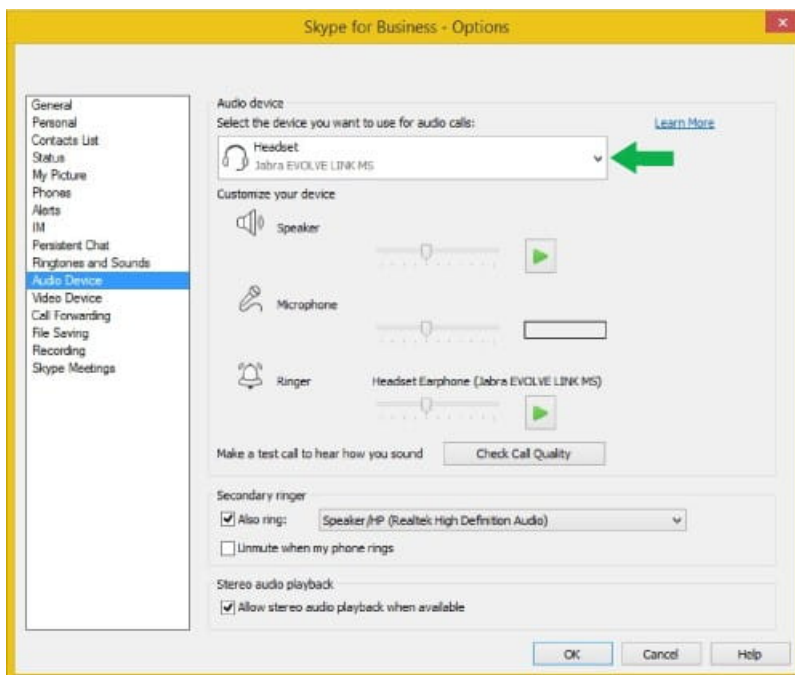 Skype for Business - Options
General
Personal
Contacts List
Status
My Picture
Phones
Alerts
IM
Persistent Chat
Ringtones and Sounds
Audio Device
Video Device
Call Forwarding
File Saving
Recording
Skype Meetings
Audio device
Select the device you want to use for audio calls:
Learn More
Headset
Jabra EVOLVE LINK MS
Customize your device
Speaker
Microphone
Ringer
Headset Earphone (Jabra EVOLVE LINK MS)
Make a test call to hear how you sound
Check Call Quality
Secondary ringer
Also ring:
Speaker/HP (Realtek High Definition Audio)
Unmute when my phone rings
Stereo audio playback
Allow stereo audio playback when available
OK
Cancel
Help